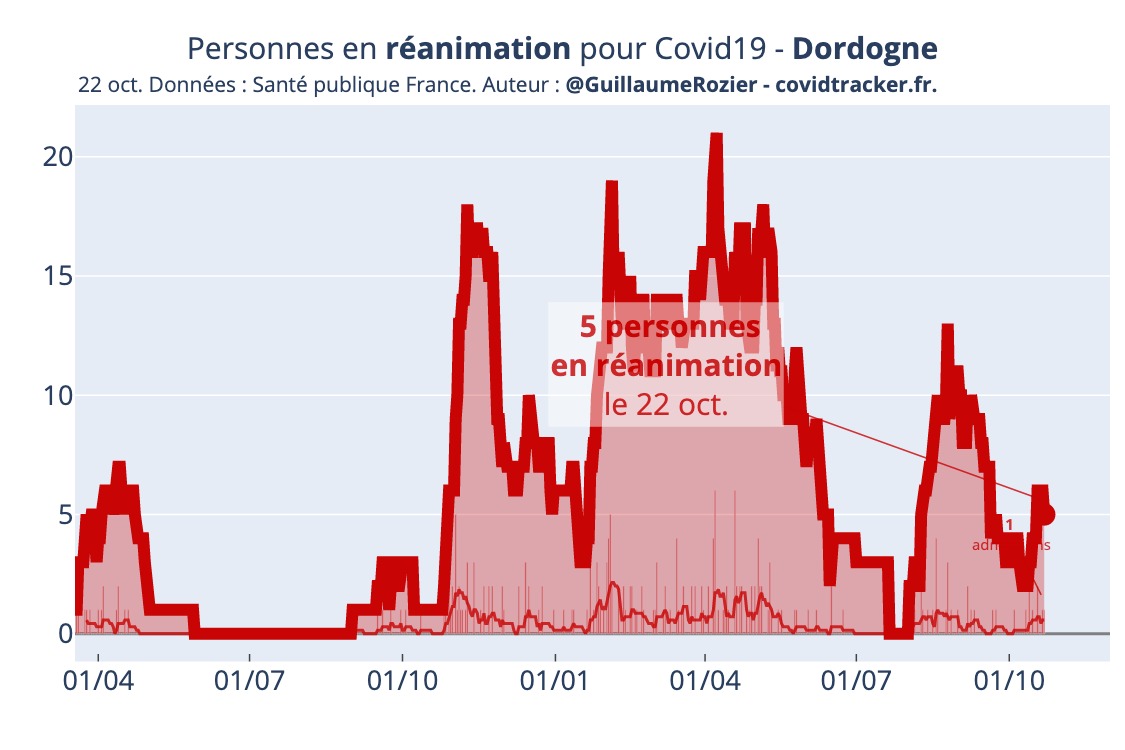 Personnes en réanimation pour Covid19 - Dordogne
22 oct. Données : Santé publique France. Auteur : @GuillaumeRozier - covidtracker.fr.
20
15
10
5
0
5 personnes
en réanimation
le 22 oct.
1
01/04 01/07 01/10 01/01 01/04 01/07 01/10